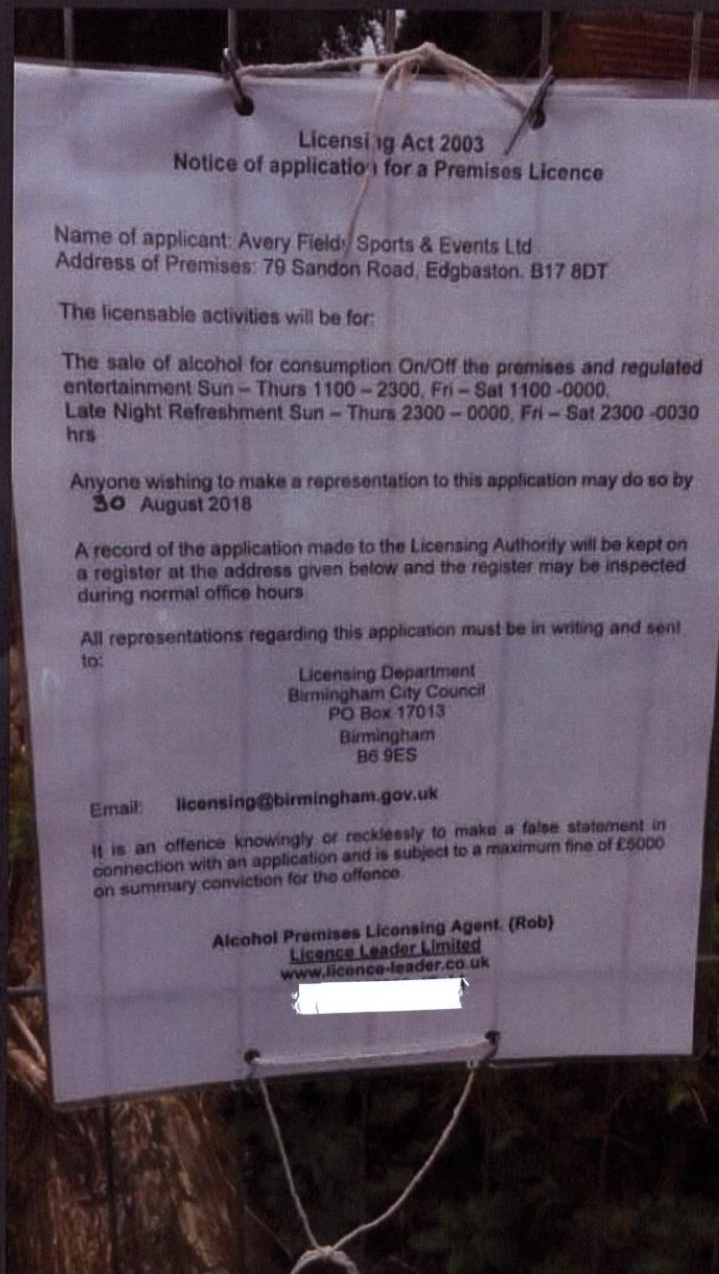 Licensing Act 2003
Notice of application for a Premises Licence
Name of applicant: Avery Fields Sports & Events Ltd
Address of Premises: 79 Sandon Road, Edgbaston. B17 8DT
The licensable activities will be for:
The sale of alcohol for consumption On/Off the premises and regulated
entertainment Sun – Thurs 1100 – 2300, Fri – Sat 1100 -0000,
Late Night Refreshment Sun – Thurs 2300 – 0000, Fri – Sat 2300 -0030
hrs
Anyone wishing to make a representation to this application may do so by
30 August 2018
A record of the application made to the Licensing Authority will be kept on
a register at the address given below and the register may be inspected
during normal office hours
All representations regarding this application must be in writing and sent
to:
Licensing Department
Birmingham City Council
PO Box 17013
Birmingham
B6 9ES
Email: licensing@birmingham.gov.uk
It is an offence knowingly or recklessly to make a false statement in
connection with an application and is subject to a maximum fine of £5000
on summary conviction for the offence.
Alcohol Premises Licensing Agent. (Rob)
Licence Leader Limited
www.licence-leader.co.uk